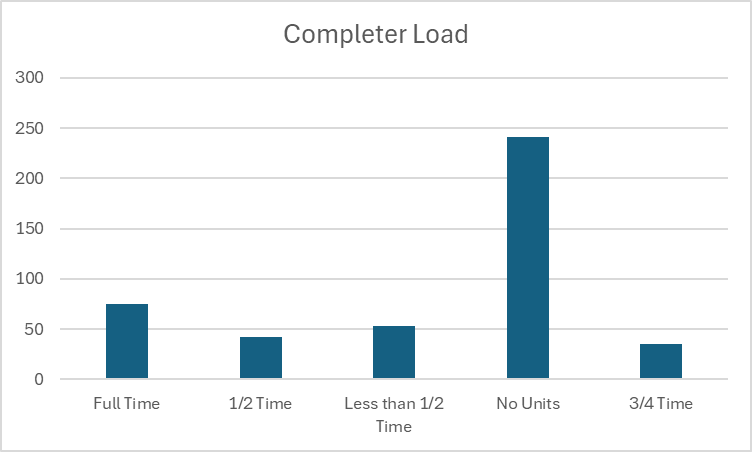 Completer Load
300
250
200
150
100
50
0
Full Time
1/2 Time
Less than 1/2
Time
No Units
3/4 Time